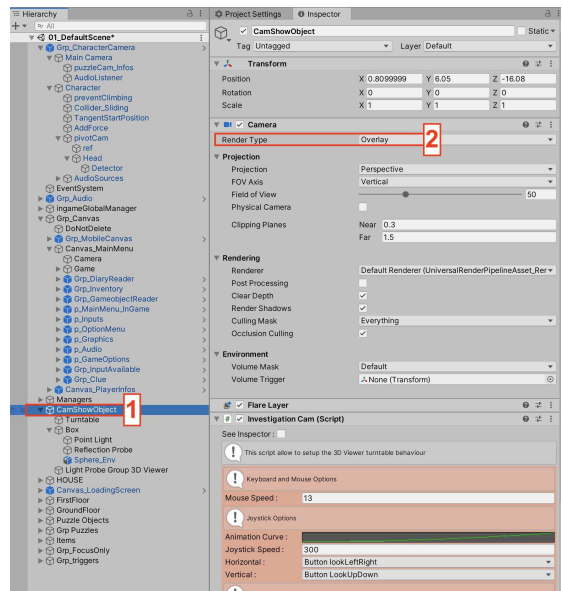 Hierarchy
All
01_DefaultScene*
Grp_CharacterCamera
Main Camera
puzzleCam_Infos
AudioListener
Character
preventClimbing
Collider_Sliding
TangentStartPosition
AddForce
pivotCam
ref
Head
Detector
AudioSources
EventSystem
Grp_Audio
ingameGlobalManager
Grp_Canvas
DoNotDelete
Grp_MobileCanvas
Canvas_MainMenu
Camera
Game
Grp_DiaryReader
Grp_Inventory
Grp_GameobjectReader
p_MainMenu_InGame
p_Inputs
p_OptionMenu
p_Graphics
p_Audio
p_GameOptions
Grp_InputAvailable
Grp_Clue
Canvas_PlayerInfos
Managers
CamShowObject
1
Turntable
Box
Point Light
Reflection Probe
Sphere_Env
Light Probe Group 3D Viewer
HOUSE
Canvas_LoadingScreen
FirstFloor
GroundFloor
Puzzle Objects
Grp Puzzles
Items
Grp_FocusOnly
Grp_triggers
Project Settings Inspector
CamShowObject Static
Tag Untagged Layer Default
Transform
Position X 0.8099999 Y 6.05 Z -16.08
Rotation X 0 Y 0 Z 0
Scale X 1 Y 1 Z 1
Camera
Render Type Overlay 2
Projection
Projection Perspective
FOV Axis Vertical
Field of View 50
Physical Camera
Clipping Planes Near 0.3
Far 1.5
Rendering
Renderer Default Renderer (UniversalRenderPipelineAsset_Rer
Post Processing
Clear Depth
Render Shadows
Culling Mask Everything
Occlusion Culling
Environment
Volume Mask Default
Volume Trigger None (Transform)
Flare Layer
# Investigation Cam (Script)
See Inspector :
! This script allow to setup the 3D Viewer turntable behaviour
! Keyboard and Mouse Options
Mouse Speed : 13
! Joystick Options
Animation Curve :
Joystick Speed : 300
Horizontal : Button lookLeftRight
Vertical : Button LookUpDown